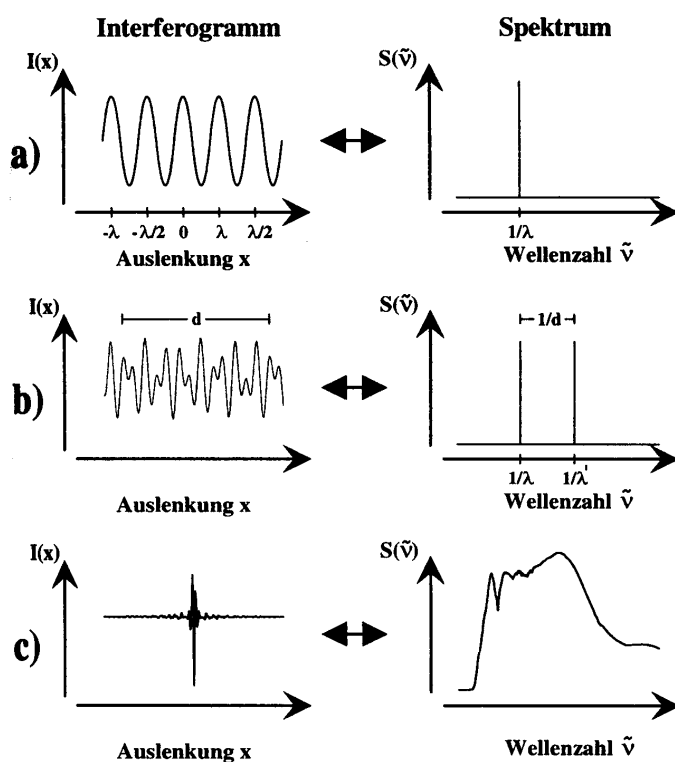 Interferogramm
Spektrum
I(x)
S(ν̃)
a)
-λ -λ/2 0 λ λ/2
1/λ
Auslenkung x
Wellenzahl ν̃
I(x)
d
S(ν̃)
1/d
b)
1/λ 1/λ'
Auslenkung x
Wellenzahl ν̃
I(x)
S(ν̃)
c)
Auslenkung x
Wellenzahl ν̃